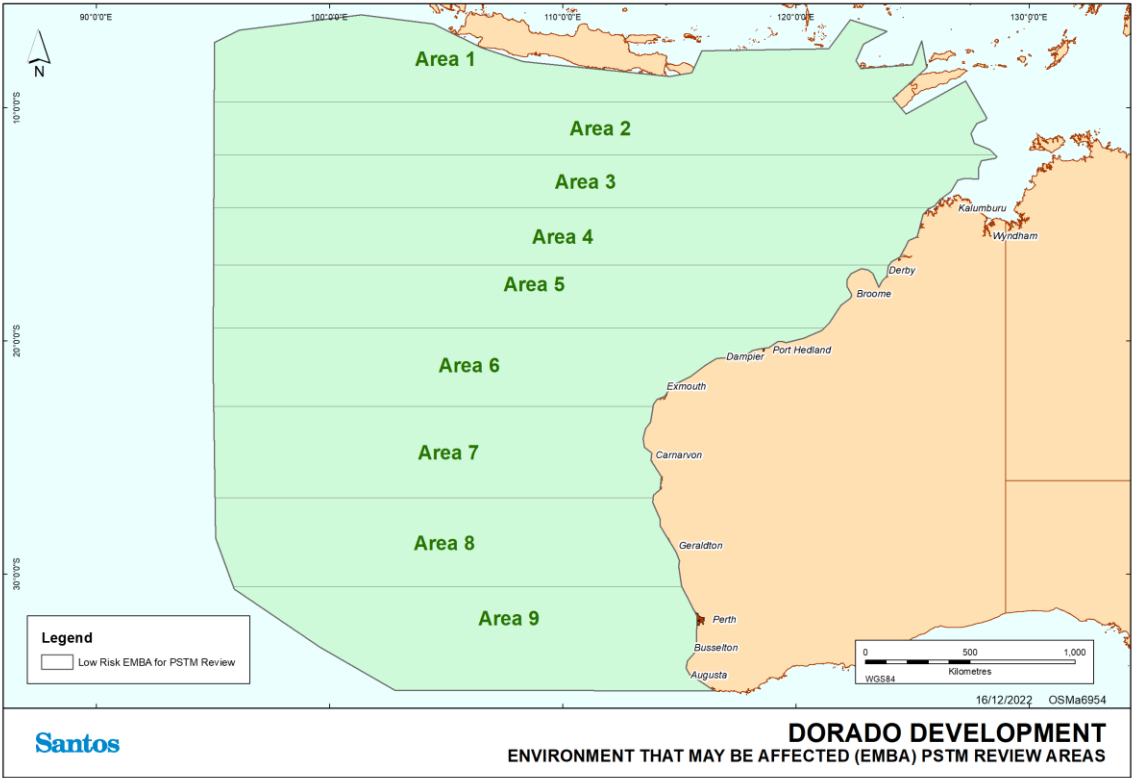 90°0'0"E 100°0'0"E 110°0'0"E 120°0'0"E 130°0'0"E
N
10°0'0"S
20°0'0"S
30°0'0"S
Area 1
Area 2
Area 3
Area 4
Area 5
Area 6
Area 7
Area 8
Area 9
Kalumburu
Wyndham
Derby
Broome
Port Hedland
Dampier
Exmouth
Carnarvon
Geraldton
Perth
Busselton
Augusta
Legend
Low Risk EMBA for PSTM Review
0 500 1,000
Kilometres
WGS84
16/12/2022 OSMa6954
Santos
DORADO DEVELOPMENT
ENVIRONMENT THAT MAY BE AFFECTED (EMBA) PSTM REVIEW AREAS